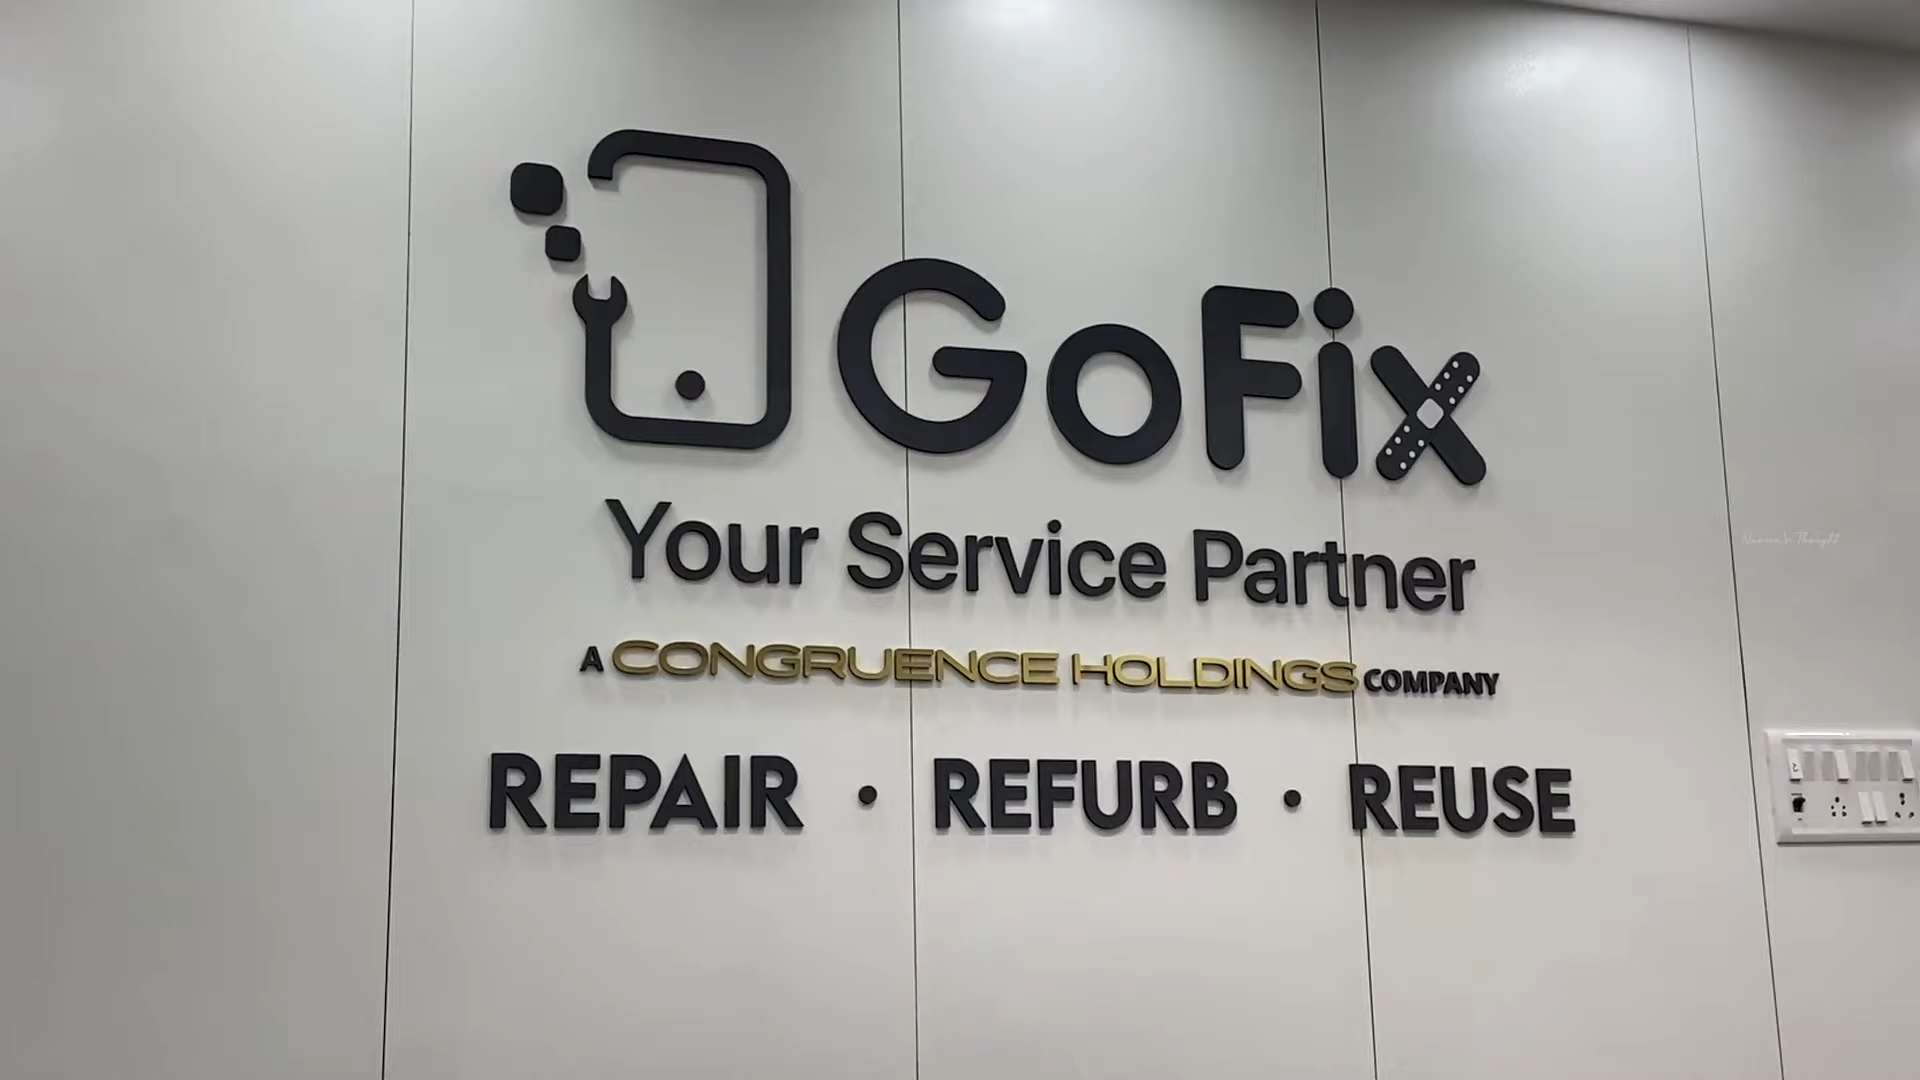 GoFix
Your Service Partner
A CONGRUENCE HOLDINGS COMPANY
REPAIR • REFURB • REUSE